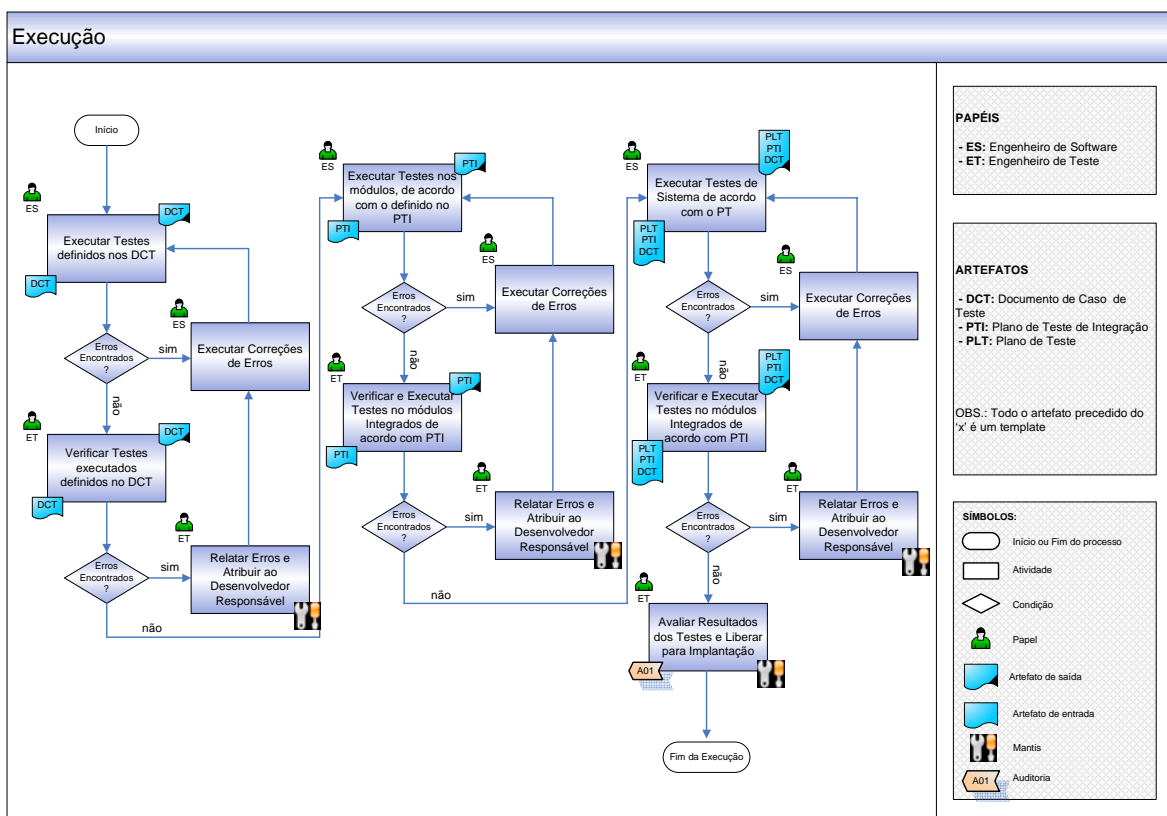 Execução
Início
ES
DCT
Executar Testes
definidos nos DCT
DCT
ES
Erros
Encontrados
?
sim
Executar Correções
de Erros
não
ET
DCT
Verificar Testes
executados
definidos no DCT
DCT
ET
Erros
Encontrados
?
sim
Relatar Erros e
Atribuir ao
Desenvolvedor
Responsável
não
ES
PTI
Executar Testes nos
módulos, de acordo
com o definido no
PTI
PTI
ES
Erros
Encontrados
?
sim
Executar Correções
de Erros
não
ET
PTI
Verificar e Executar
Testes no módulos
Integrados de
acordo com PTI
PTI
ET
Erros
Encontrados
?
sim
Relatar Erros e
Atribuir ao
Desenvolvedor
Responsável
não
ES
PLT
PTI
DCT
Executar Testes de
Sistema de acordo
com o PT
PLT
PTI
DCT
ES
Erros
Encontrados
?
sim
Executar Correções
de Erros
não
ET
PLT
PTI
DCT
Verificar e Executar
Testes no módulos
Integrados de
acordo com PTI
PLT
PTI
DCT
ET
Erros
Encontrados
?
sim
Relatar Erros e
Atribuir ao
Desenvolvedor
Responsável
não
ET
Avaliar Resultados
dos Testes e Liberar
para Implantação
A01
Fim da Execução
PAPÉIS
- ES: Engenheiro de Software
- ET: Engenheiro de Teste
ARTEFATOS
- DCT: Documento de Caso de
Teste
- PTI: Plano de Teste de Integração
- PLT: Plano de Teste
OBS.: Todo o artefato precedido do
'x' é um template
SÍMBOLOS:
Início ou Fim do processo
Atividade
Condição
Papel
Artefato de saída
Artefato de entrada
Mantis
A01
Auditoria